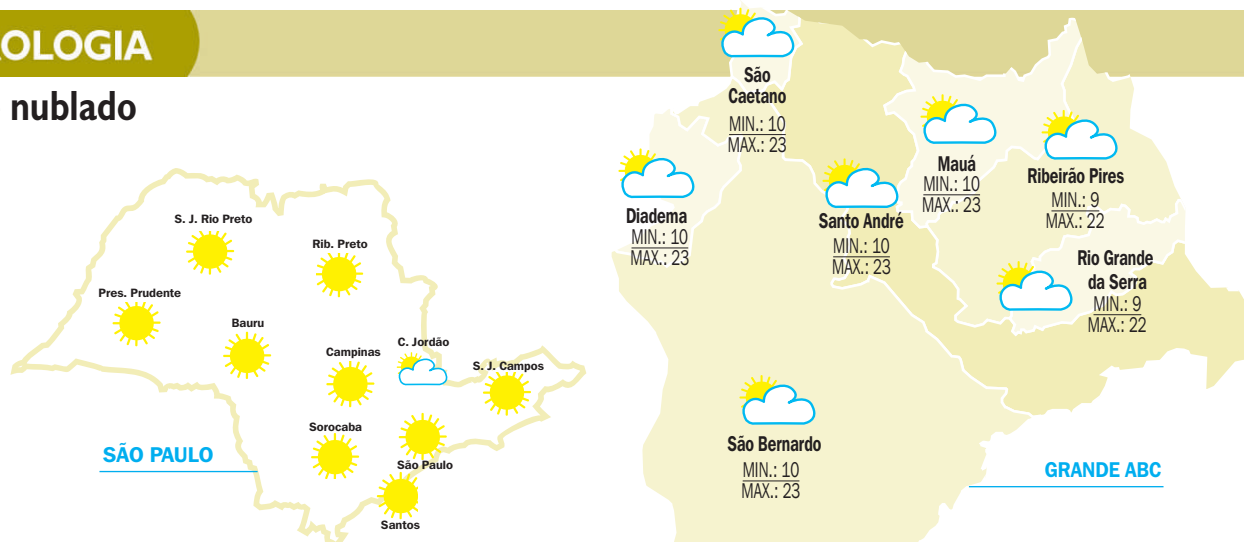 OLOGIA
nublado
S. J. Rio Preto
Rib. Preto
Pres. Prudente
Bauru
Campinas
C. Jordão
S. J. Campos
Sorocaba
São Paulo
Santos
SÃO PAULO
São
Caetano
MIN.: 10
MAX.: 23
Diadema
MIN.: 10
MAX.: 23
Santo André
MIN.: 10
MAX.: 23
Mauá
MIN.: 10
MAX.: 23
Ribeirão Pires
MIN.: 9
MAX.: 22
Rio Grande
da Serra
MIN.: 9
MAX.: 22
São Bernardo
MIN.: 10
MAX.: 23
GRANDE ABC